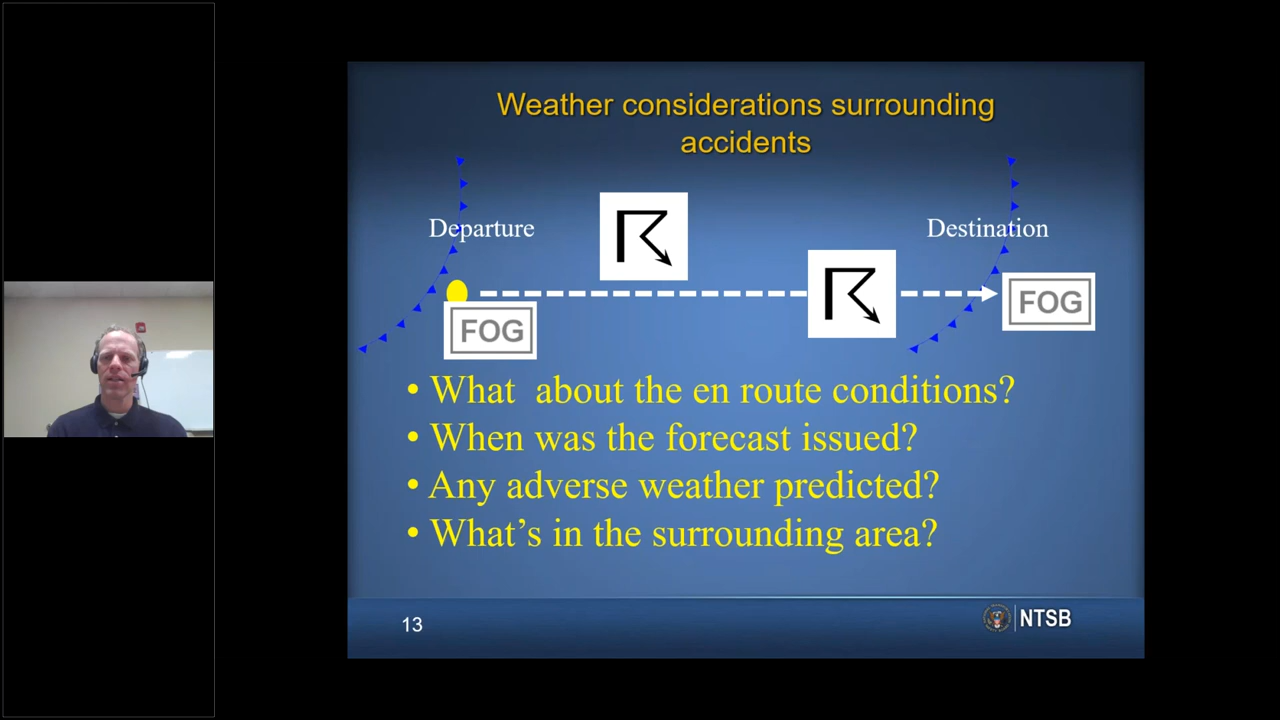 Weather considerations surrounding
accidents
Departure
Destination
FOG
FOG
• What  about the en route conditions?
• When was the forecast issued?
• Any adverse weather predicted?
• What’s in the surrounding area?
13
NTSB